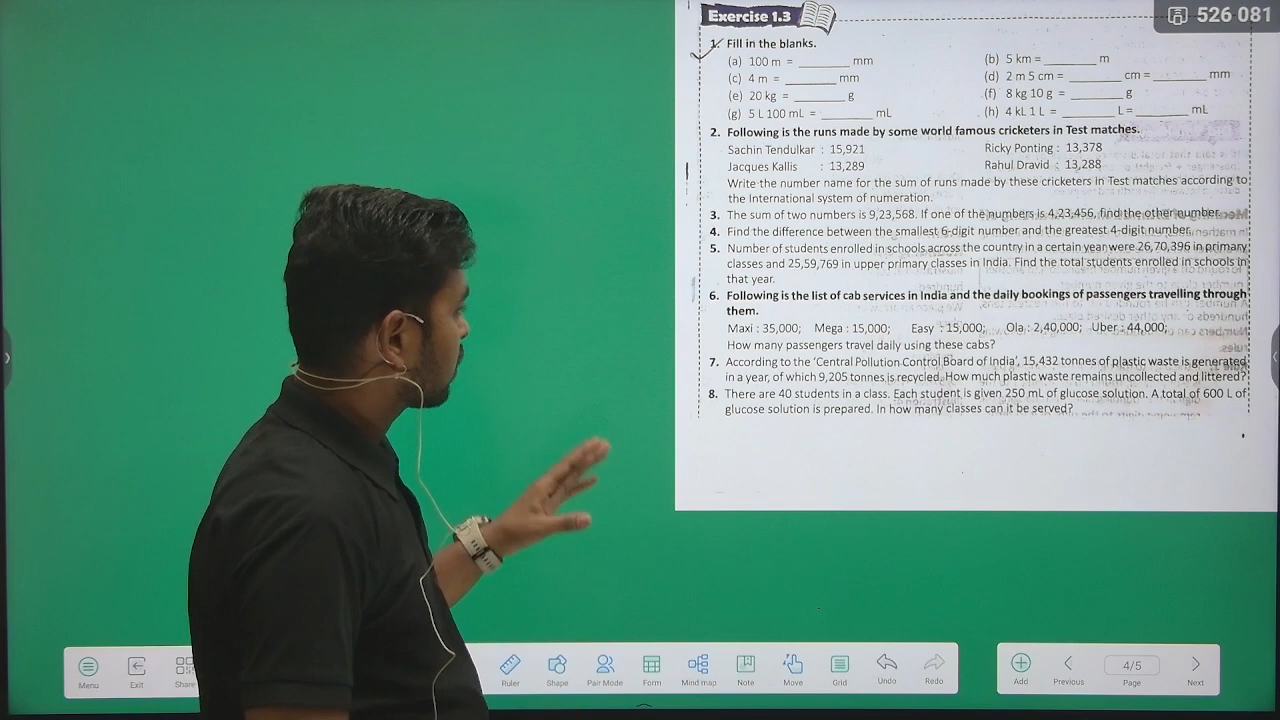 Exercise 1.3
526 081
1. Fill in the blanks.
(a) 100 m = ________ mm
(b) 5 km = ________ m
(c) 4 m = ________ mm
(d) 2 m 5 cm = ________ cm = ________ mm
(e) 20 kg = ________ g
(f) 8 kg 10 g = ________ g
(g) 5 L 100 mL = ________ mL
(h) 4 kL 1 L = ________ L = ________ mL
2. Following is the runs made by some world famous cricketers in Test matches.
Sachin Tendulkar : 15,921
Ricky Ponting : 13,378
Jacques Kallis : 13,289
Rahul Dravid : 13,288
Write the number name for the sum of runs made by these cricketers in Test matches according to
the International system of numeration.
3. The sum of two numbers is 9,23,568. If one of the numbers is 4,23,456, find the other number.
4. Find the difference between the smallest 6-digit number and the greatest 4-digit number.
5. Number of students enrolled in schools across the country in a certain year were 26,70,396 in primary
classes and 25,59,769 in upper primary classes in India. Find the total students enrolled in schools in
that year.
6. Following is the list of cab services in India and the daily bookings of passengers travelling through
them.
Maxi : 35,000; Mega : 15,000; Easy : 15,000; Ola : 2,40,000; Uber : 44,000;
How many passengers travel daily using these cabs?
7. According to the 'Central Pollution Control Board of India', 15,432 tonnes of plastic waste is generated
in a year, of which 9,205 tonnes is recycled. How much plastic waste remains uncollected and littered?
8. There are 40 students in a class. Each student is given 250 mL of glucose solution. A total of 600 L of
glucose solution is prepared. In how many classes can it be served?
Menu
Exit
Share
Ruler
Shape
Pair Mode
Form
Mind map
Note
Move
Grid
Undo
Redo
Add
Previous
4/5
Page
Next